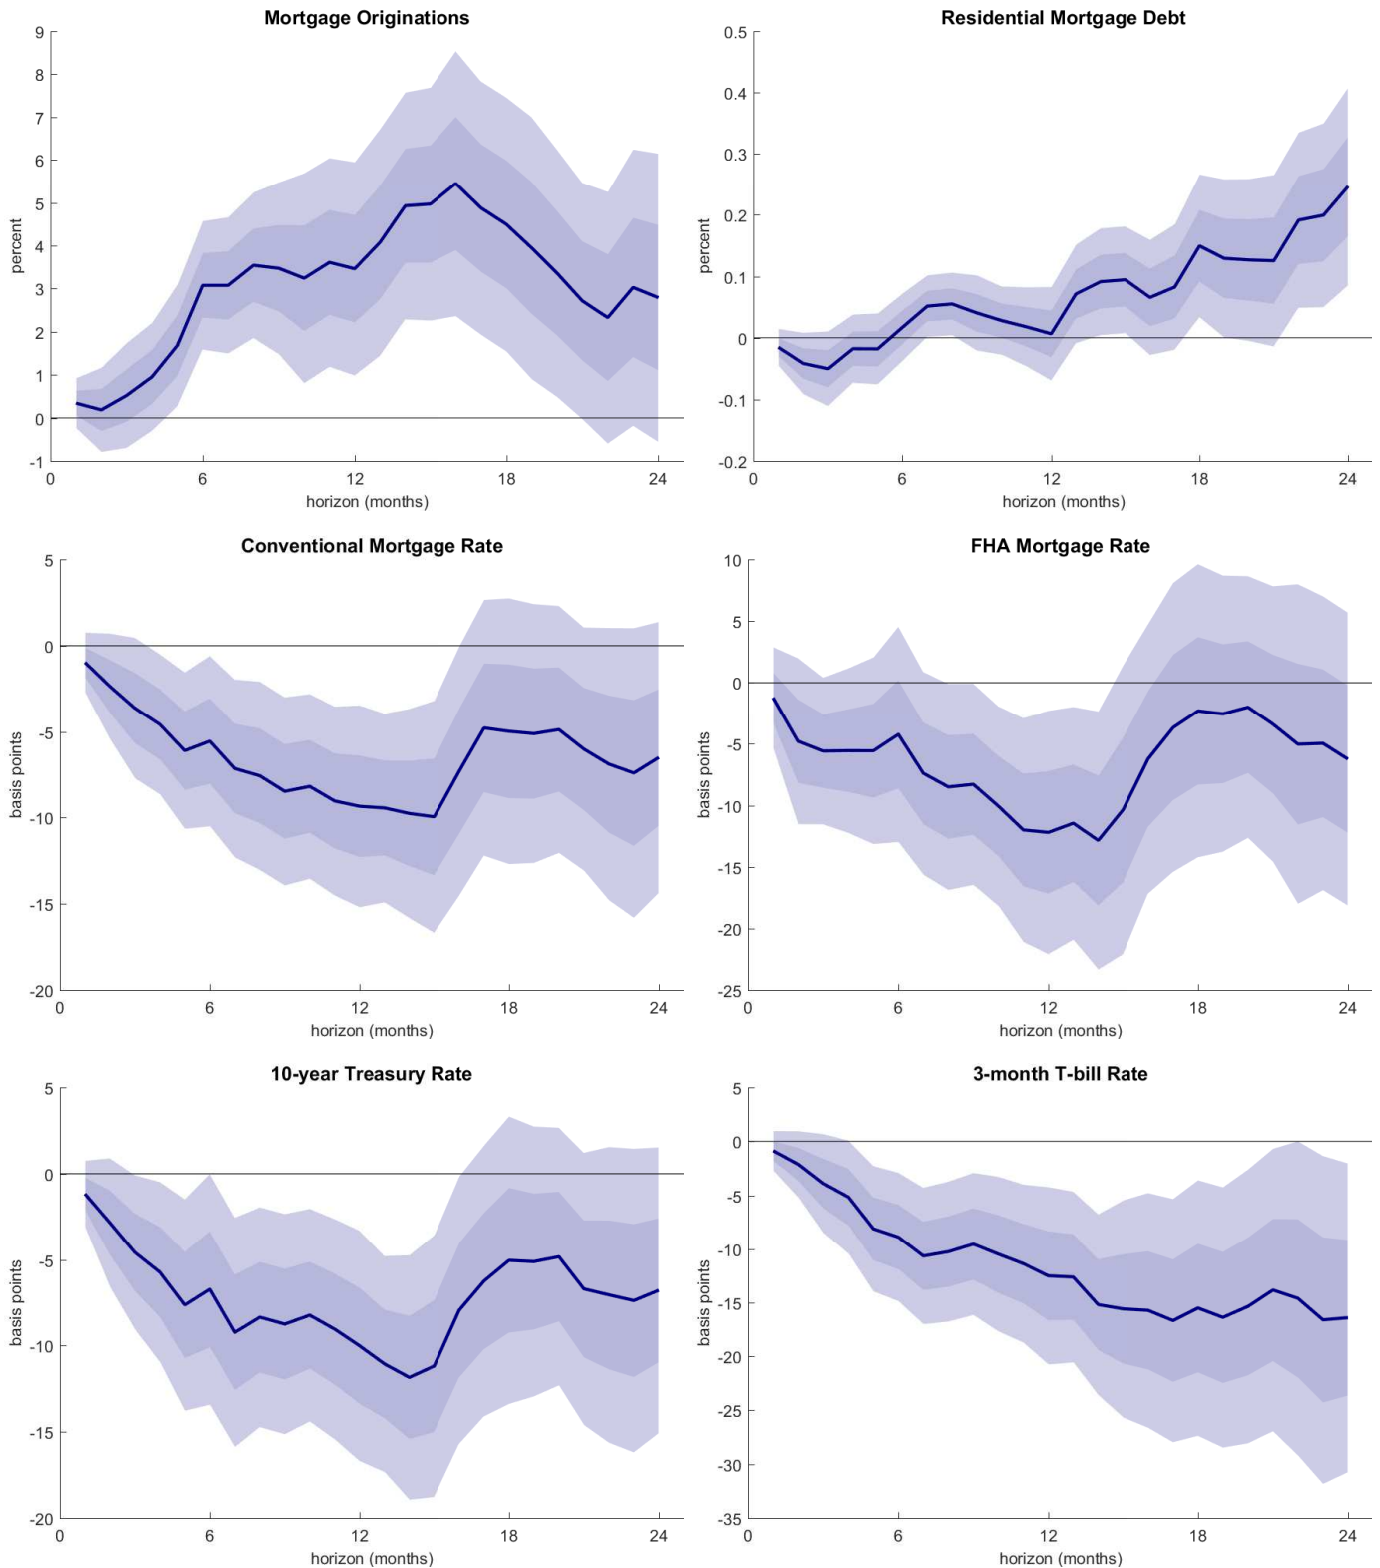 Mortgage Originations
9
8
7
6
5
4
3
2
1
0
-1
percent
0 6 12 18 24
horizon (months)
Residential Mortgage Debt
0.5
0.4
0.3
0.2
0.1
0
-0.1
-0.2
percent
0 6 12 18 24
horizon (months)
Conventional Mortgage Rate
5
0
-5
-10
-15
-20
basis points
0 6 12 18 24
horizon (months)
FHA Mortgage Rate
10
5
0
-5
-10
-15
-20
-25
basis points
0 6 12 18 24
horizon (months)
10-year Treasury Rate
5
0
-5
-10
-15
-20
basis points
0 6 12 18 24
horizon (months)
3-month T-bill Rate
5
0
-5
-10
-15
-20
-25
-30
-35
basis points
0 6 12 18 24
horizon (months)